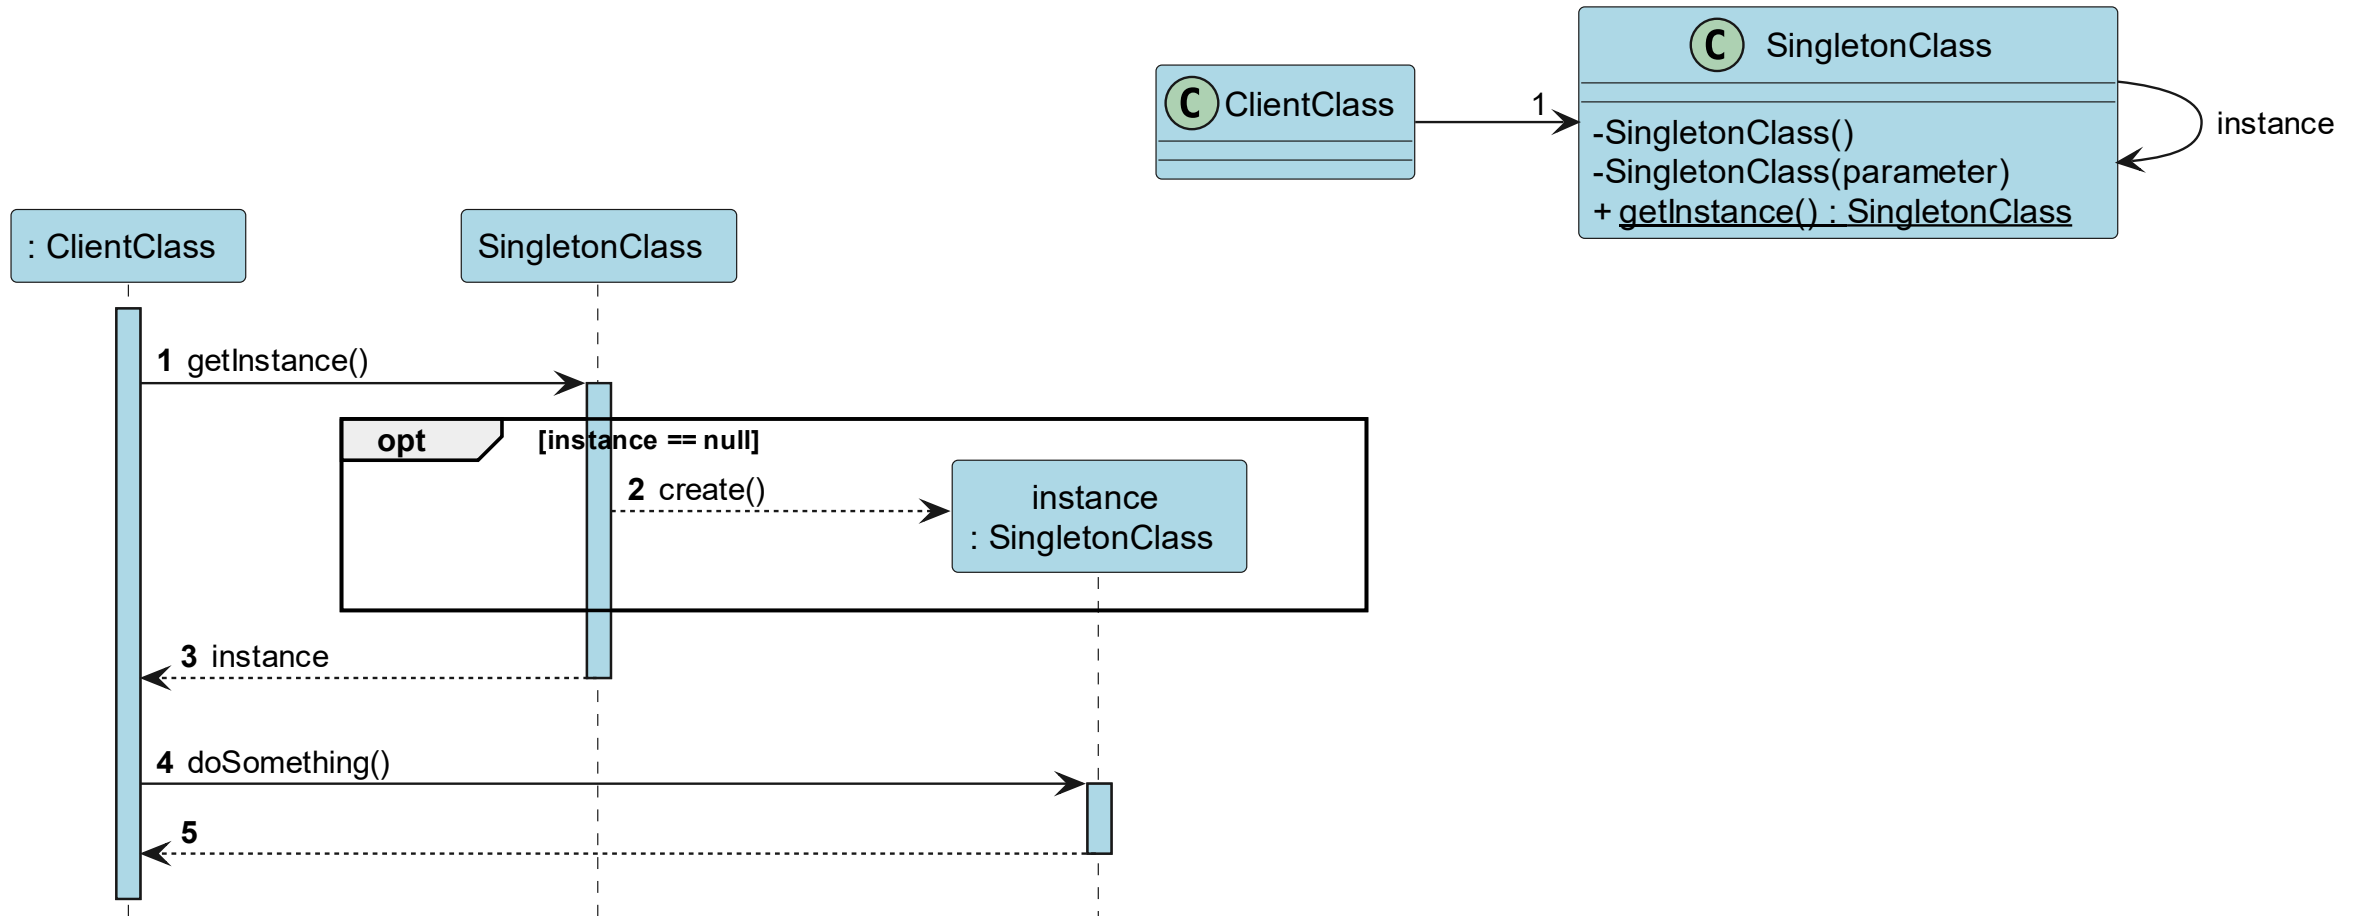 C SingletonClass
C ClientClass
1
instance
-SingletonClass()
-SingletonClass(parameter)
+ getInstance() : SingletonClass
: ClientClass
SingletonClass
1 getInstance()
opt [instance == null]
2 create()
instance
: SingletonClass
3 instance
4 doSomething()
5